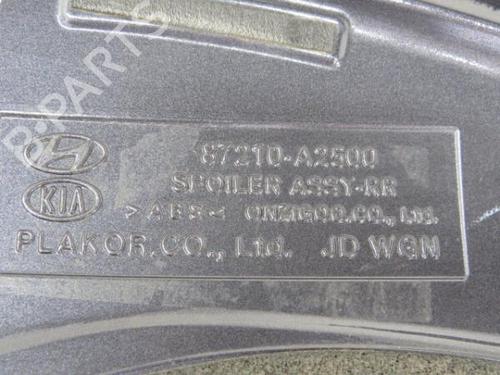 B-PARTS
87210-A2500
SPOILER ASSY-RR
KIA
>ABS<
PLAKOR.CO., Ltd. JD WGN